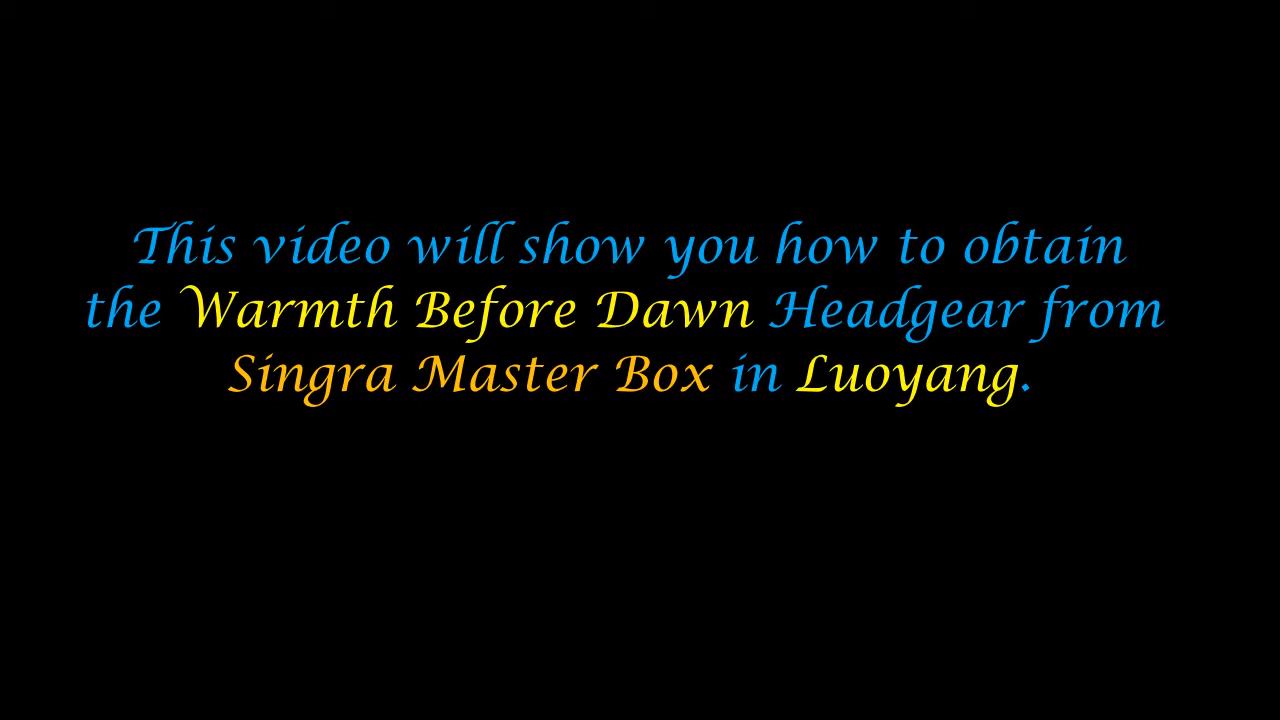 This video will show you how to obtain
the Warmth Before Dawn Headgear from
Singra Master Box in Luoyang.